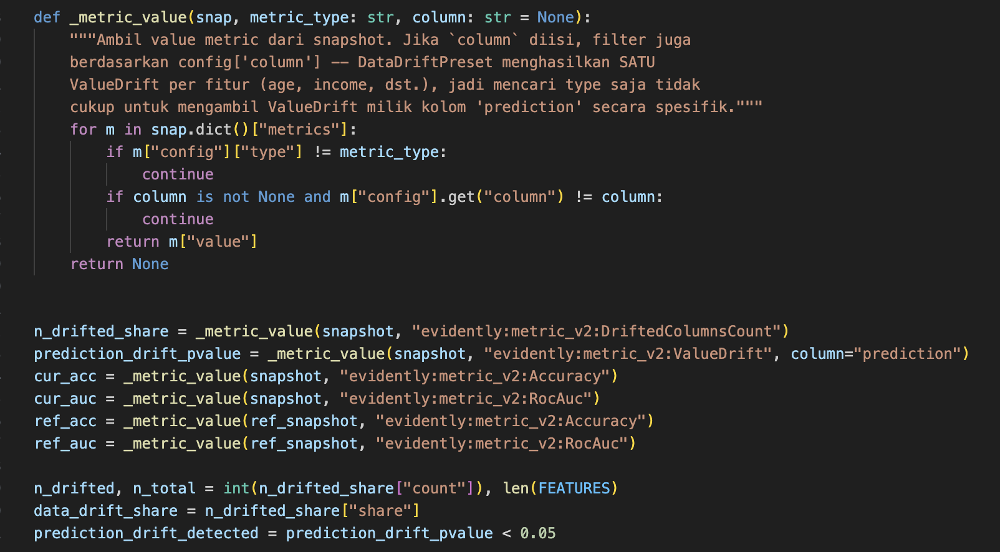 def _metric_value(snap, metric_type: str, column: str = None):
    """Ambil value metric dari snapshot. Jika `column` diisi, filter juga
    berdasarkan config['column'] -- DataDriftPreset menghasilkan SATU
    ValueDrift per fitur (age, income, dst.), jadi mencari type saja tidak
    cukup untuk mengambil ValueDrift milik kolom 'prediction' secara spesifik."""
    for m in snap.dict()["metrics"]:
        if m["config"]["type"] != metric_type:
            continue
        if column is not None and m["config"].get("column") != column:
            continue
        return m["value"]
    return None
n_drifted_share = _metric_value(snapshot, "evidently:metric_v2:DriftedColumnsCount")
prediction_drift_pvalue = _metric_value(snapshot, "evidently:metric_v2:ValueDrift", column="prediction")
cur_acc = _metric_value(snapshot, "evidently:metric_v2:Accuracy")
cur_auc = _metric_value(snapshot, "evidently:metric_v2:RocAuc")
ref_acc = _metric_value(ref_snapshot, "evidently:metric_v2:Accuracy")
ref_auc = _metric_value(ref_snapshot, "evidently:metric_v2:RocAuc")
n_drifted, n_total = int(n_drifted_share["count"]), len(FEATURES)
data_drift_share = n_drifted_share["share"]
prediction_drift_detected = prediction_drift_pvalue < 0.05